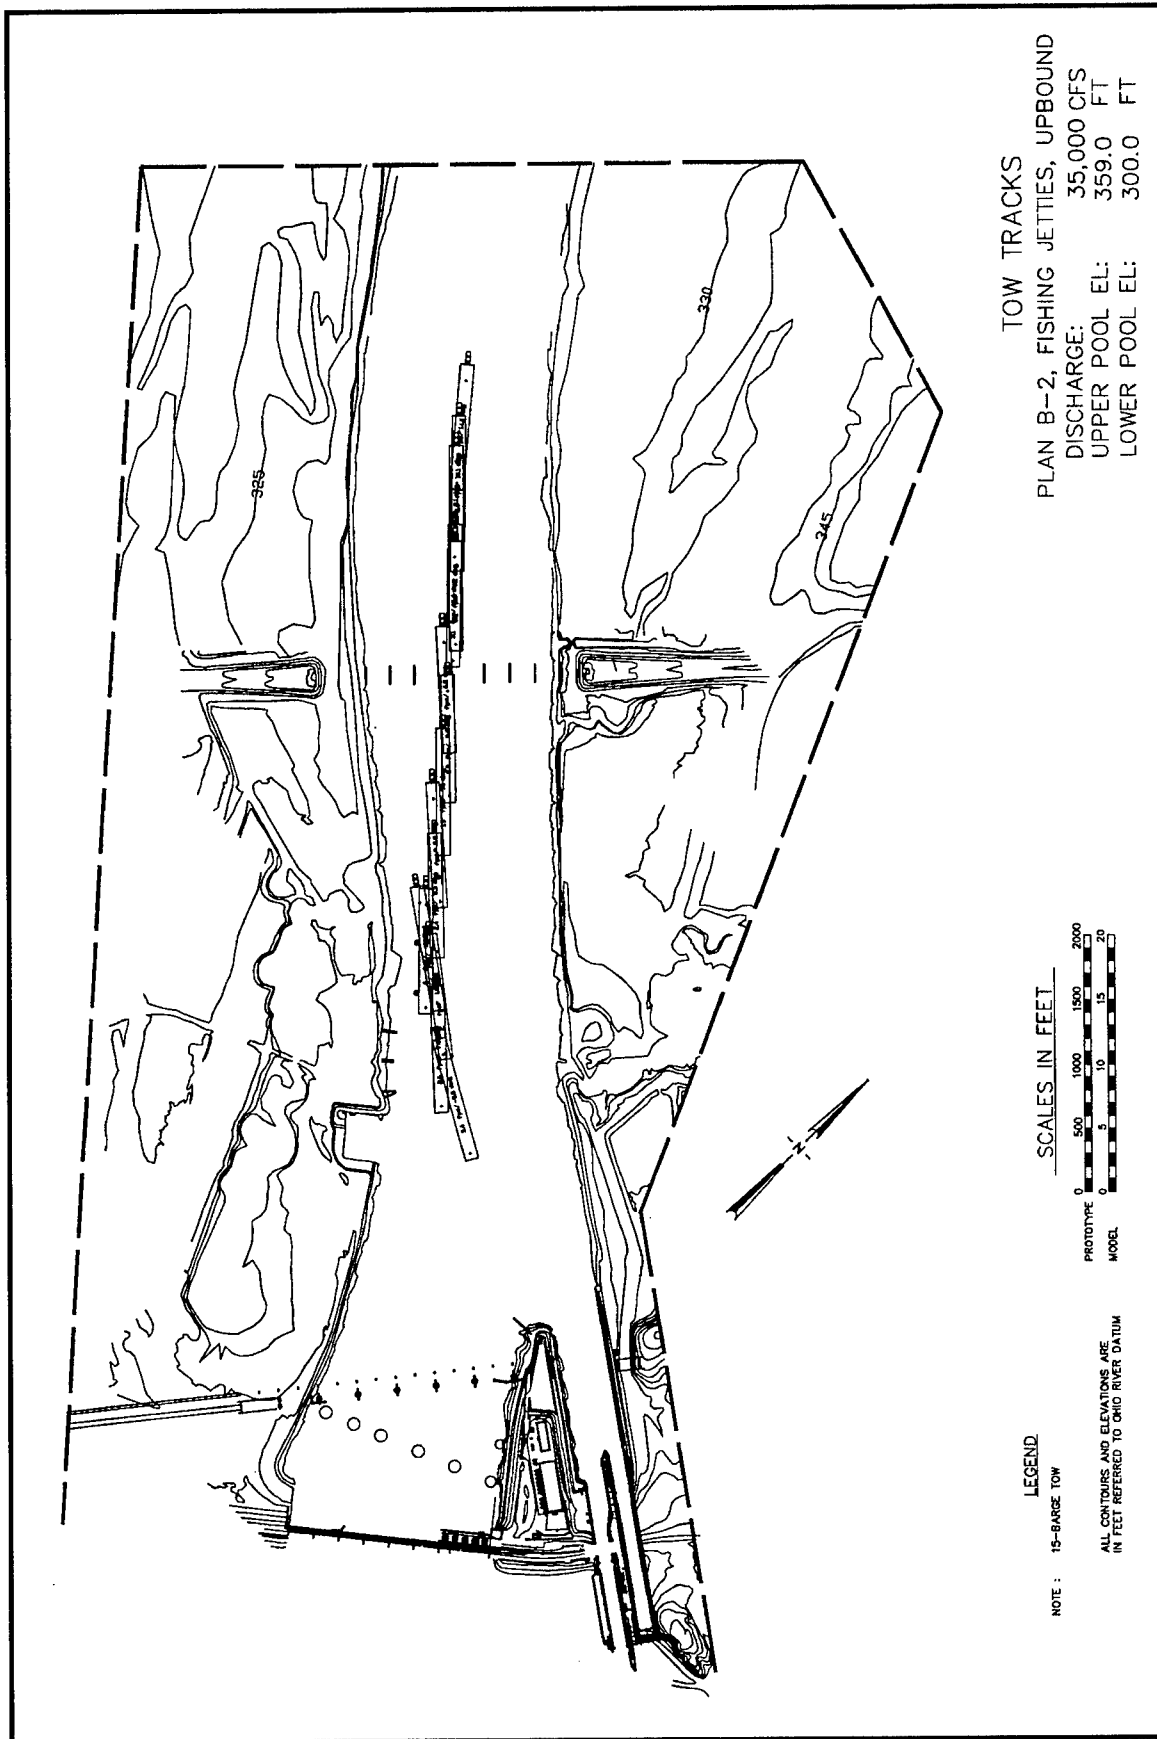 TOW TRACKS
PLAN B-2, FISHING JETTIES, UPBOUND
DISCHARGE: 35,000 CFS
UPPER POOL EL: 359.0 FT
LOWER POOL EL: 300.0 FT
325
330
345
N
SCALES IN FEET
PROTOTYPE 0 500 1000 1500 2000
MODEL 0 5 10 15 20
LEGEND
NOTE : 15-BARGE TOW
ALL CONTOURS AND ELEVATIONS ARE
IN FEET REFERRED TO OHIO RIVER DATUM